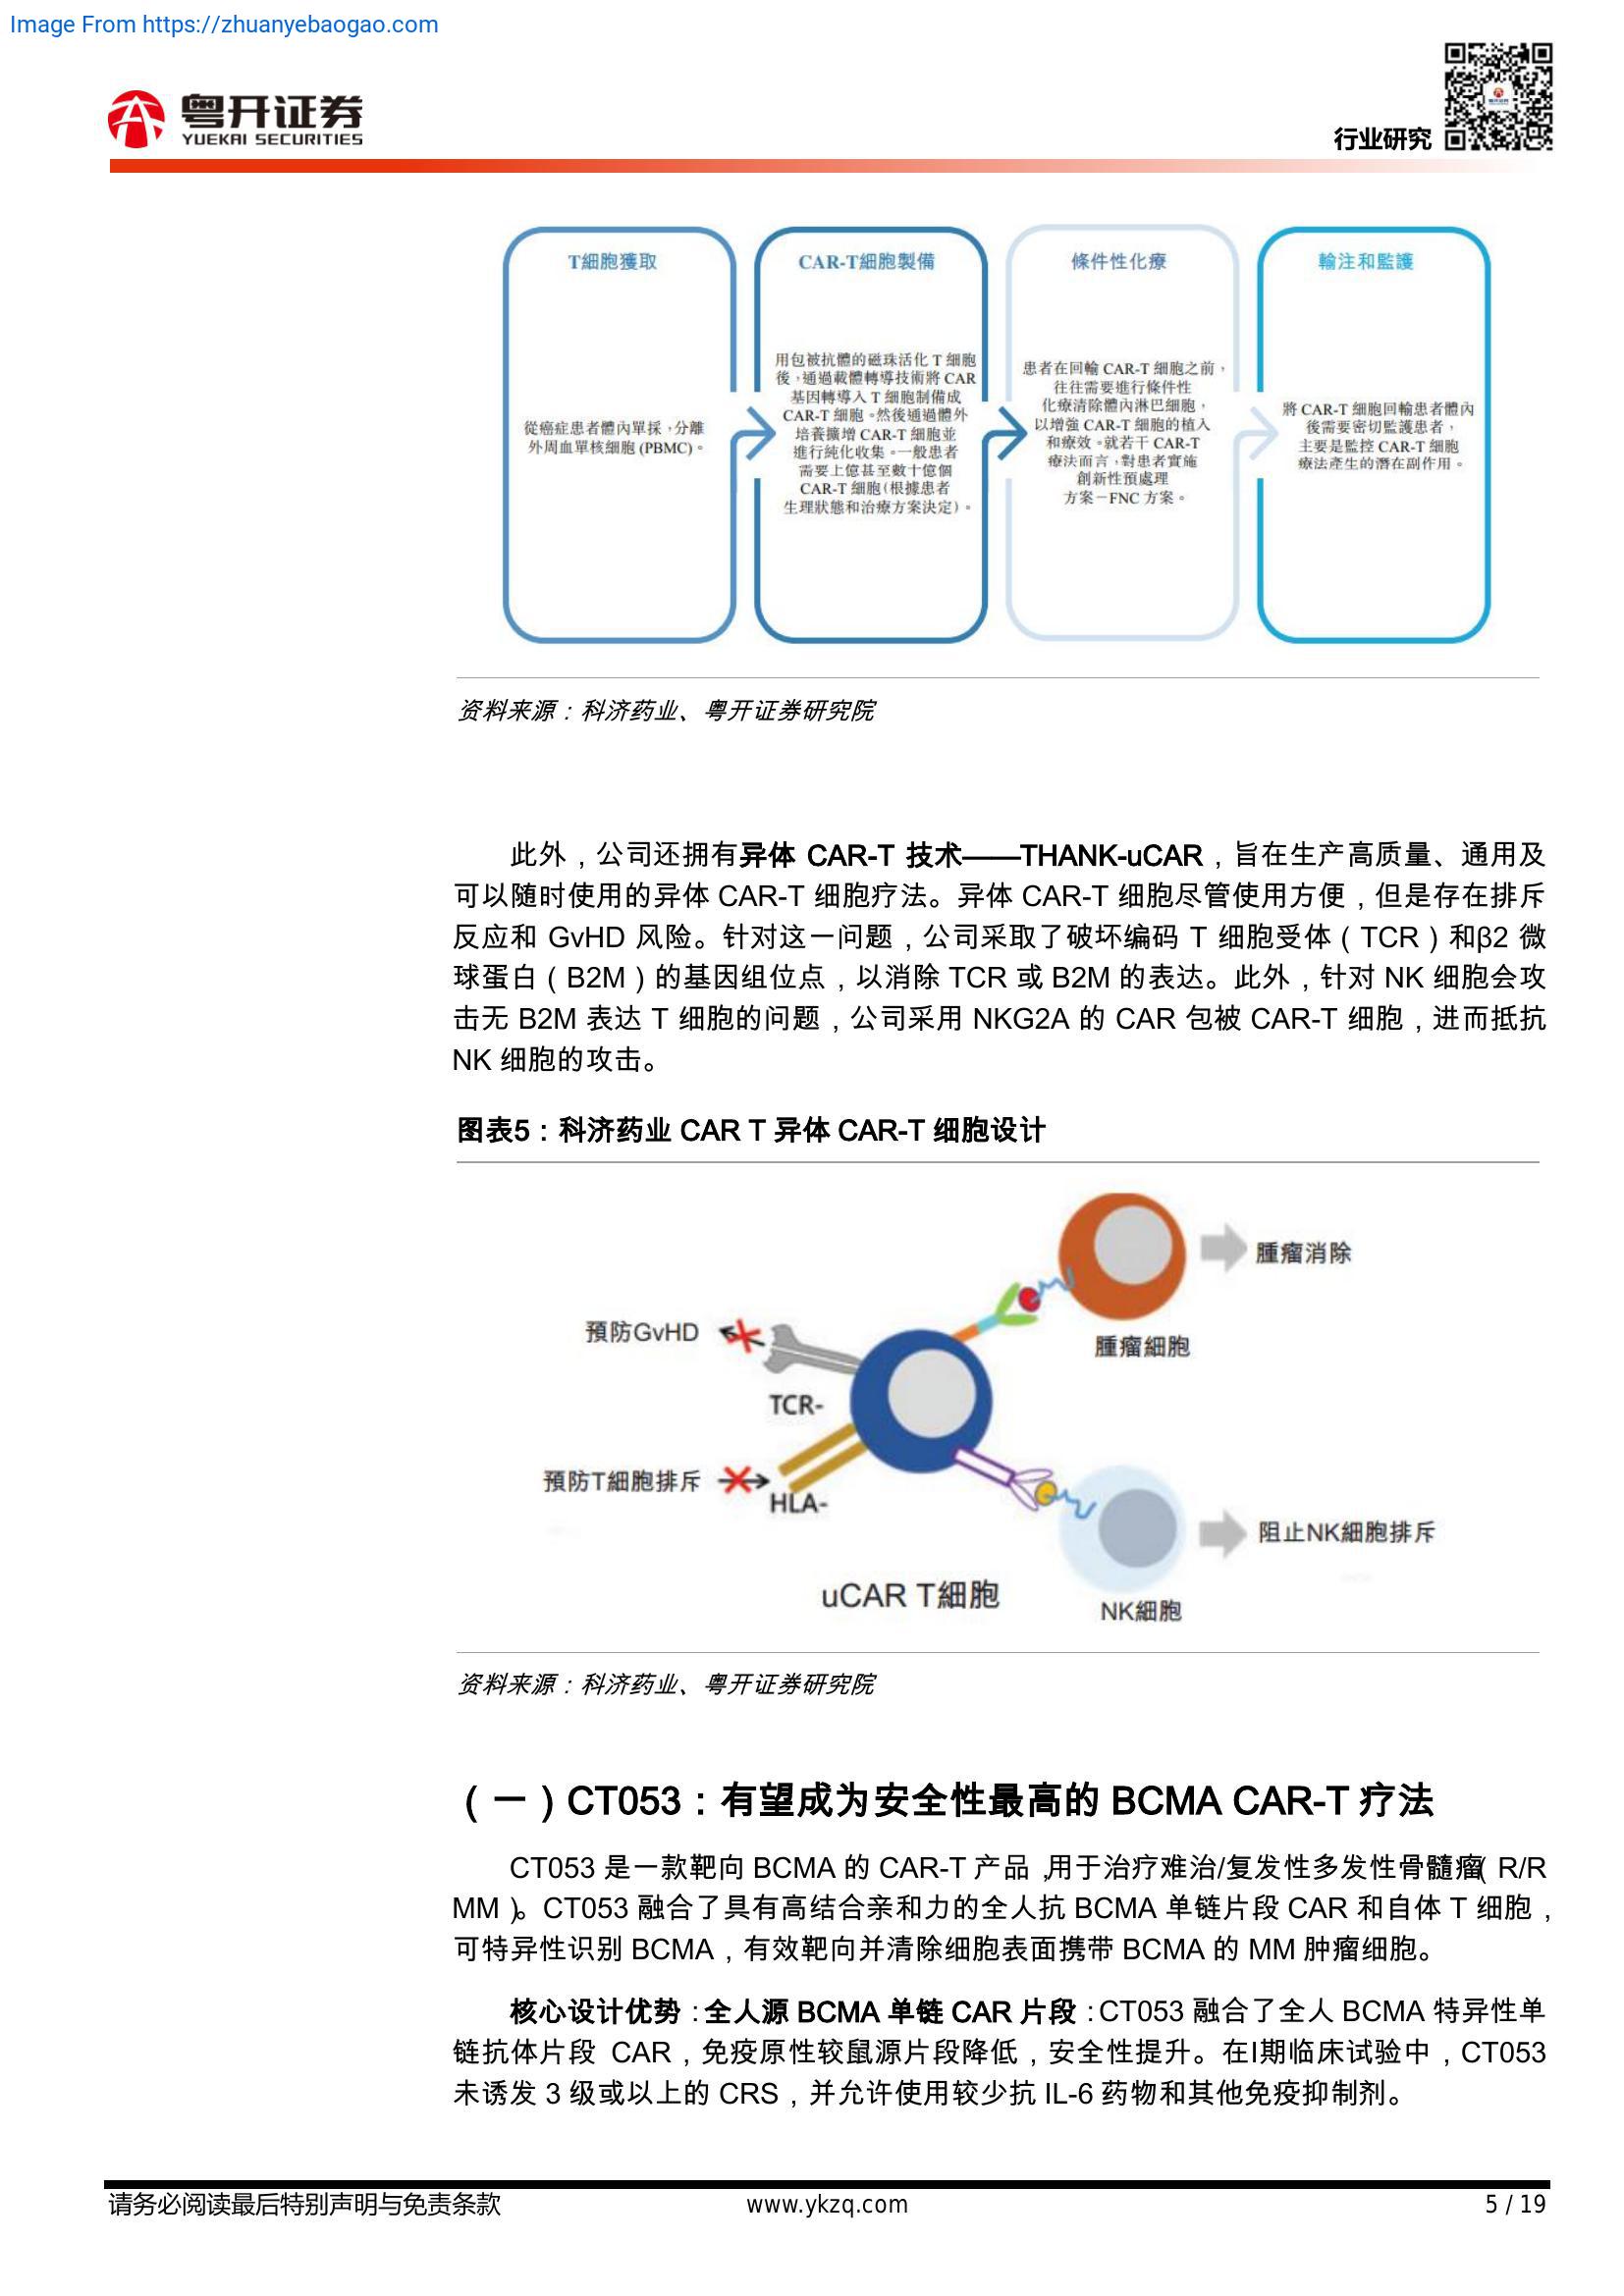 Image From https://zhuanyebaogao.com
粤开证券
YUEKAI SECURITIES
行业研究
T細胞獲取
從癌症患者體內單採，分離
外周血單核細胞 (PBMC)。
CAR-T細胞製備
用包被抗體的磁珠活化 T 細胞
後，通過載體轉導技術將 CAR
基因轉導入 T 細胞制備成
CAR-T 細胞。然後通過體外
培養擴增 CAR-T 細胞並
進行純化收集。一般患者
需要上億甚至數十億個
CAR-T 細胞(根據患者
生理狀態和治療方案決定)。
條件性化療
患者在回輸 CAR-T 細胞之前，
往往需要進行條件性
化療清除體內淋巴細胞，
以增強 CAR-T 細胞的植入
和療效。就若干 CAR-T
療法而言，對患者實施
創新性預處理
方案－FNC 方案。
輸注和監護
將 CAR-T 細胞回輸患者體內
後需要密切監護患者，
主要是監控 CAR-T 細胞
療法產生的潛在副作用。
资料来源：科济药业、粤开证券研究院
此外，公司还拥有异体 CAR-T 技术——THANK-uCAR，旨在生产高质量、通用及
可以随时使用的异体 CAR-T 细胞疗法。异体 CAR-T 细胞尽管使用方便，但是存在排斥
反应和 GvHD 风险。针对这一问题，公司采取了破坏编码 T 细胞受体（TCR）和β2 微
球蛋白（B2M）的基因组位点，以消除 TCR 或 B2M 的表达。此外，针对 NK 细胞会攻
击无 B2M 表达 T 细胞的问题，公司采用 NKG2A 的 CAR 包被 CAR-T 细胞，进而抵抗
NK 细胞的攻击。
图表5：科济药业 CAR T 异体 CAR-T 细胞设计
腫瘤消除
預防GvHD
腫瘤細胞
TCR-
預防T細胞排斥
HLA-
阻止NK細胞排斥
uCAR T細胞
NK細胞
资料来源：科济药业、粤开证券研究院
（一）CT053：有望成为安全性最高的 BCMA CAR-T 疗法
CT053 是一款靶向 BCMA 的 CAR-T 产品，用于治疗难治/复发性多发性骨髓瘤（R/R
MM）。CT053 融合了具有高结合亲和力的全人抗 BCMA 单链片段 CAR 和自体 T 细胞，
可特异性识别 BCMA，有效靶向并清除细胞表面携带 BCMA 的 MM 肿瘤细胞。
核心设计优势：全人源 BCMA 单链 CAR 片段：CT053 融合了全人 BCMA 特异性单
链抗体片段 CAR，免疫原性较鼠源片段降低，安全性提升。在I期临床试验中，CT053
未诱发 3 级或以上的 CRS，并允许使用较少抗 IL-6 药物和其他免疫抑制剂。
请务必阅读最后特别声明与免责条款
www.ykzq.com
5 / 19